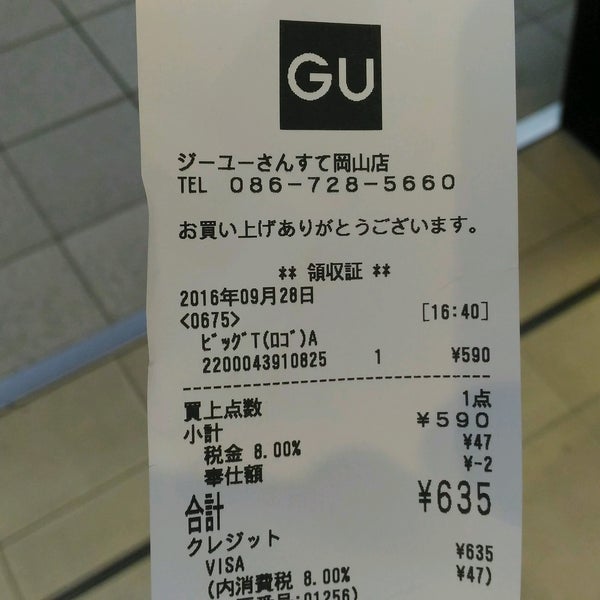 GU
ジーユーさんすて岡山店
TEL 086-728-5660
お買い上げありがとうございます。
** 領収証 **
2016年09月28日
<0675> [16:40]
ビッグT(ロゴ)A
2200043910825 1 ¥590
買上点数 1点
小計 ¥590
税金 8.00% ¥47
奉仕額 ¥-2
合計 ¥635
クレジット
VISA ¥635
(内消費税 8.00% ¥47)
番号:01256)